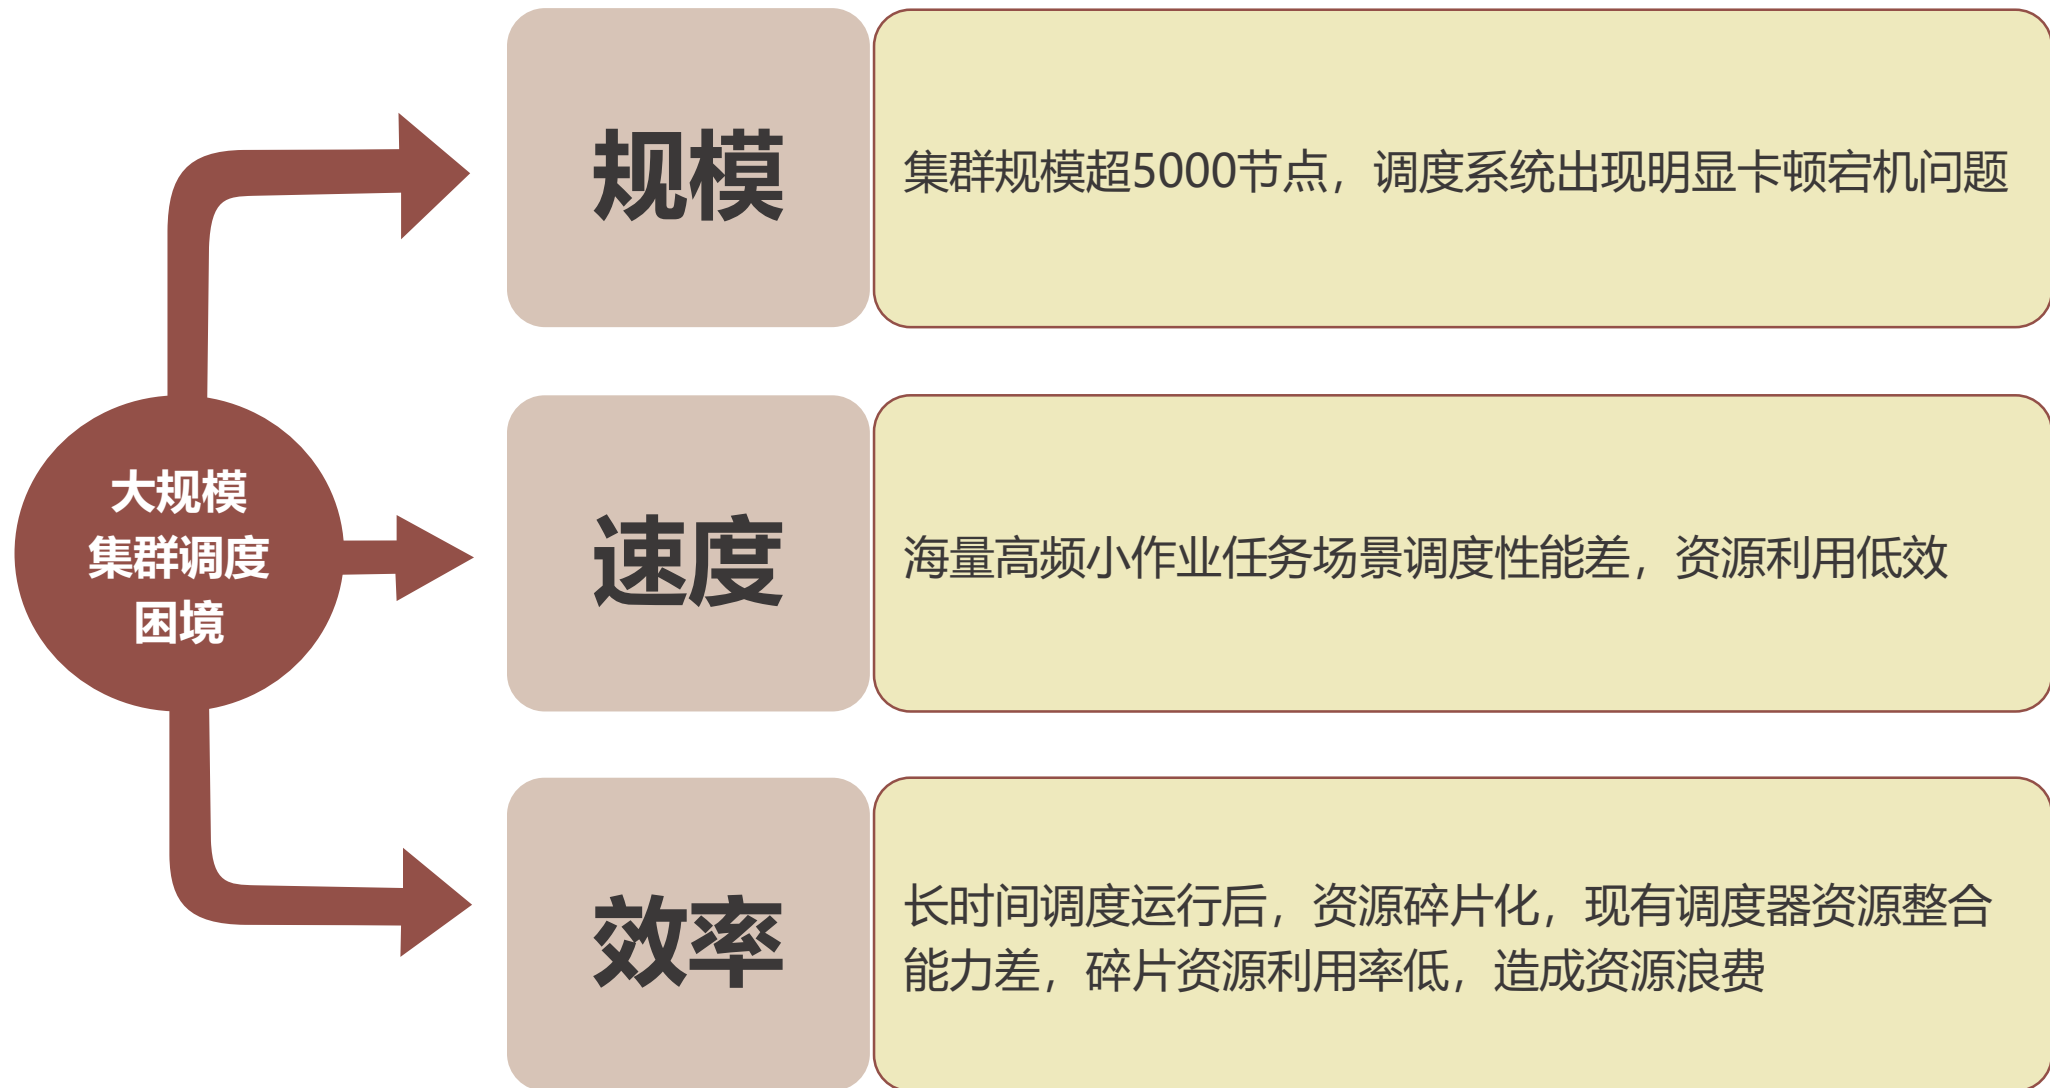 大规模
集群调度
困境
规模
集群规模超5000节点，调度系统出现明显卡顿宕机问题
速度
海量高频小作业任务场景调度性能差，资源利用低效
效率
长时间调度运行后，资源碎片化，现有调度器资源整合
能力差，碎片资源利用率低，造成资源浪费